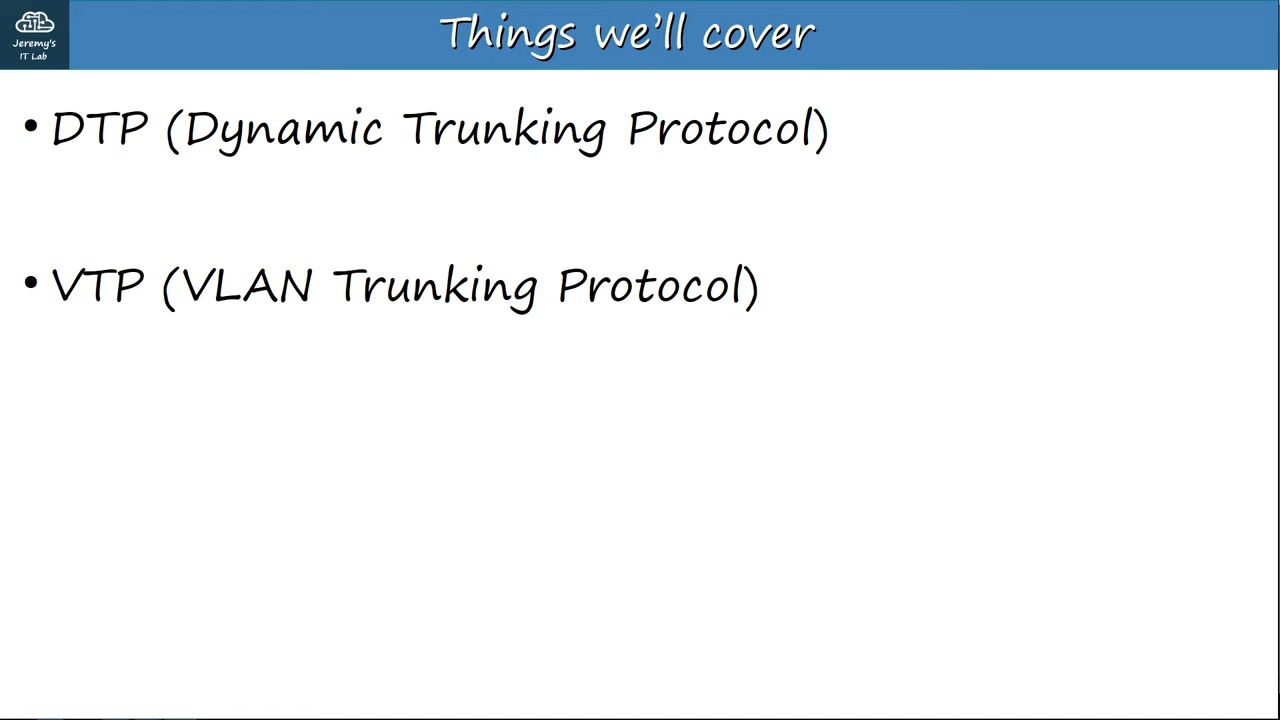 Jeremy's
IT Lab
Things we'll cover
• DTP (Dynamic Trunking Protocol)
• VTP (VLAN Trunking Protocol)